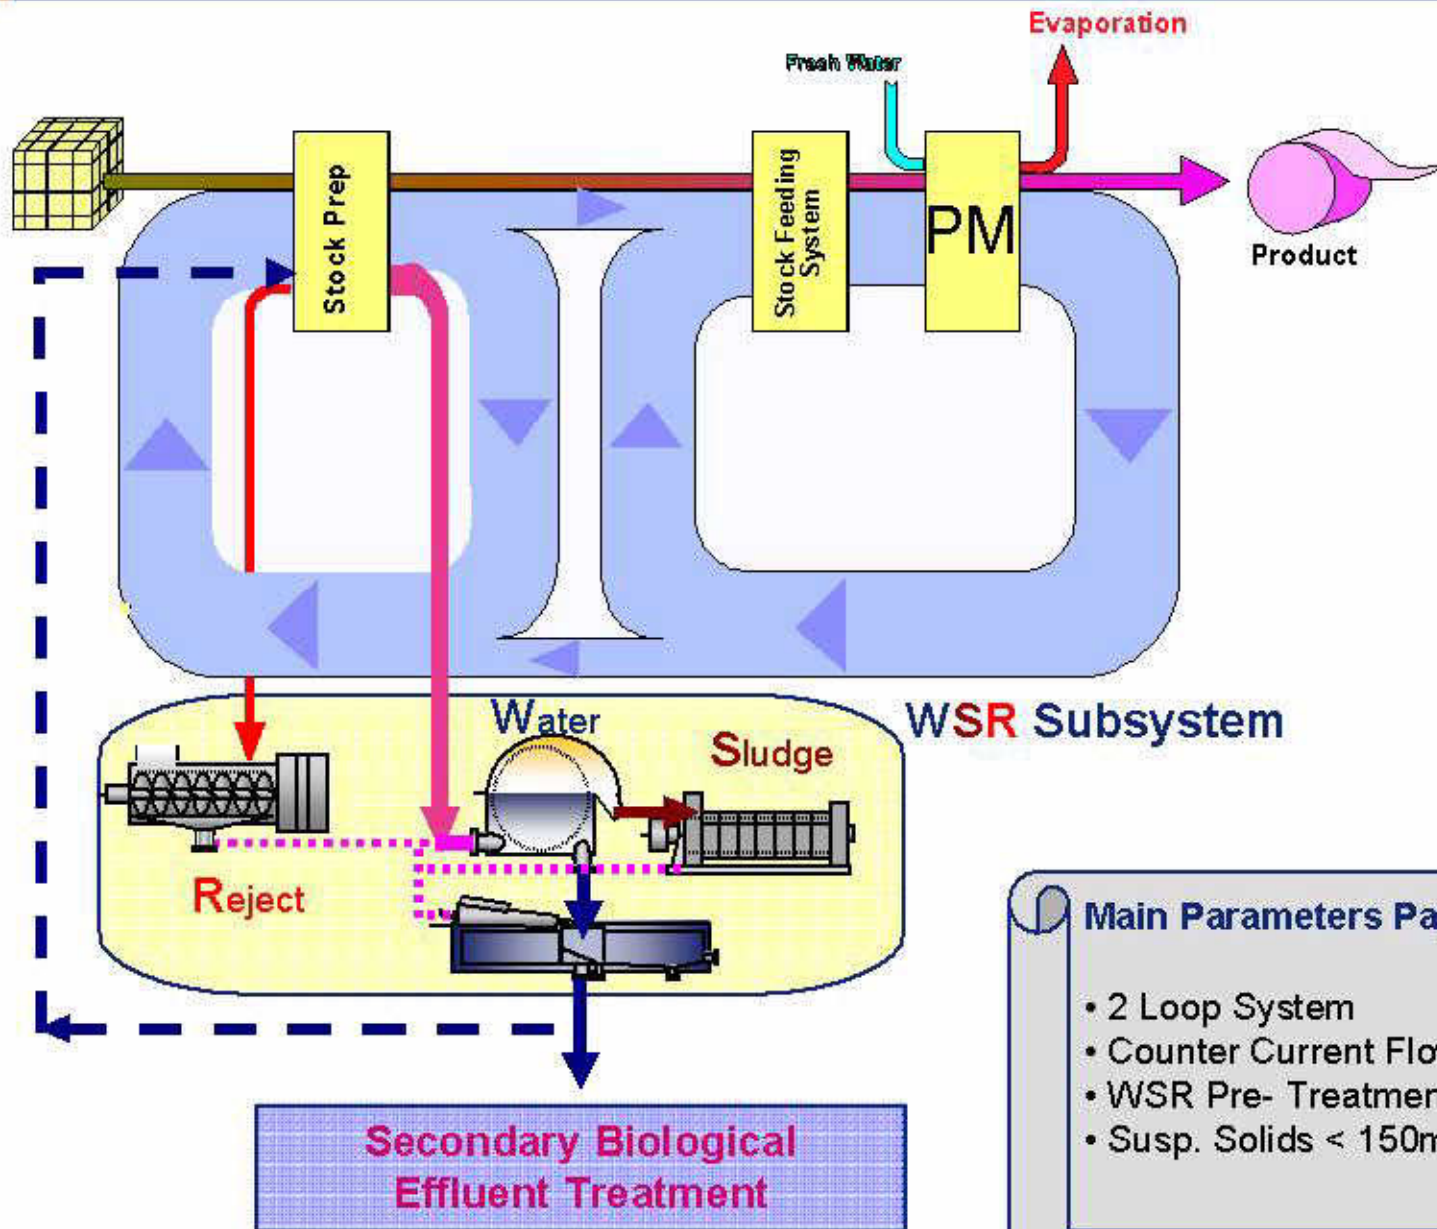 Evaporation
Fresh Water
Stock Prep
Stock Feeding
System
PM
Product
WSR Subsystem
Water
Sludge
Reject
Main Parameters Pa
• 2 Loop System
• Counter Current Flo
• WSR Pre- Treatmen
• Susp. Solids < 150m
Secondary Biological
Effluent Treatment